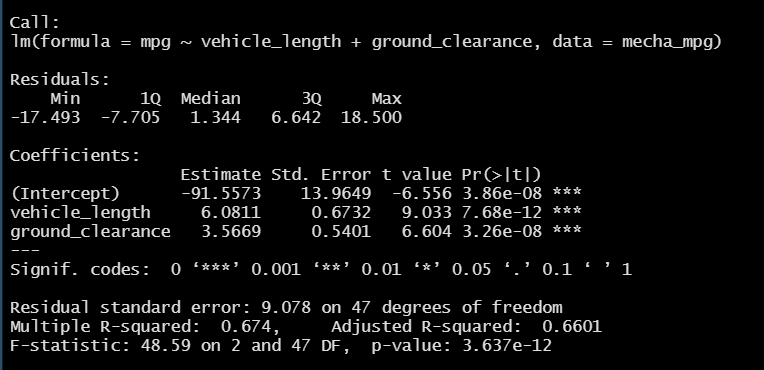 Call:
lm(formula = mpg ~ vehicle_length + ground_clearance, data = mecha_mpg)
Residuals:
    Min      1Q  Median      3Q     Max
-17.493  -7.705   1.344   6.642  18.500
Coefficients:
                 Estimate Std. Error t value Pr(>|t|)
(Intercept)      -91.5573    13.9649  -6.556 3.86e-08 ***
vehicle_length     6.0811     0.6732   9.033 7.68e-12 ***
ground_clearance   3.5669     0.5401   6.604 3.26e-08 ***
---
Signif. codes:  0 ‘***’ 0.001 ‘**’ 0.01 ‘*’ 0.05 ‘.’ 0.1 ‘ ’ 1
Residual standard error: 9.078 on 47 degrees of freedom
Multiple R-squared:  0.674,     Adjusted R-squared:  0.6601
F-statistic: 48.59 on 2 and 47 DF,  p-value: 3.637e-12